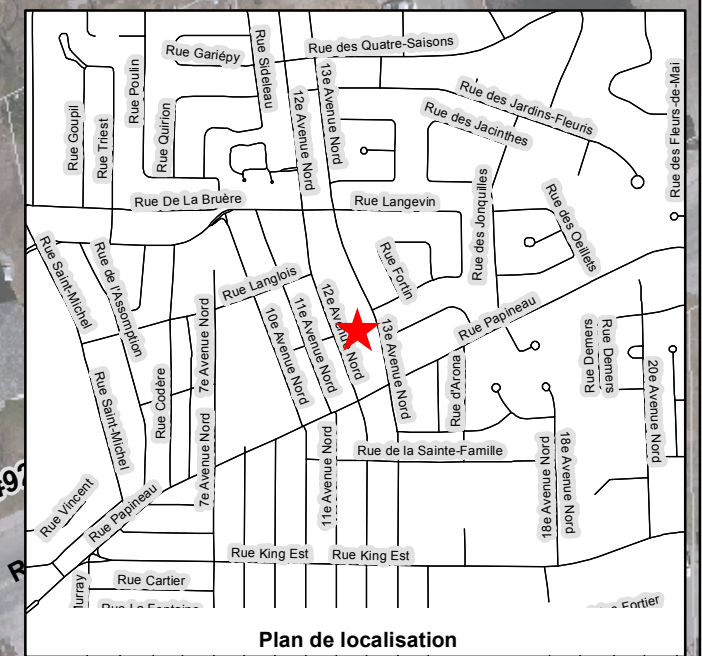 Rue Gariépy
Rue Sideleau
13e Avenue Nord
Rue des Quatre-Saisons
Rue Goupil
Rue Triest
Rue Poulin
Rue Quirion
12e Avenue Nord
Rue des Jardins-Fleuris
Rue des Jacinthes
Rue des Fleurs-de-Mai
Rue De La Bruère
Rue Langevin
Rue des Jonquilles
Rue des Oeillets
Rue Saint-Michel
Rue de l'Assomption
Rue Langlois
Rue Fortin
7e Avenue Nord
10e Avenue Nord
11e Avenue Nord
12e Avenue Nord
13e Avenue Nord
Rue Papineau
Rue d'Arona
Rue Demers
Rue Demers
20e Avenue Nord
Rue Saint-Michel
Rue Codère
7e Avenue Nord
11e Avenue Nord
Rue de la Sainte-Famille
18e Avenue Nord
18e Avenue Nord
Rue Vincent
Rue Papineau
Rue King Est
Rue King Est
Rue Cartier
Plan de localisation